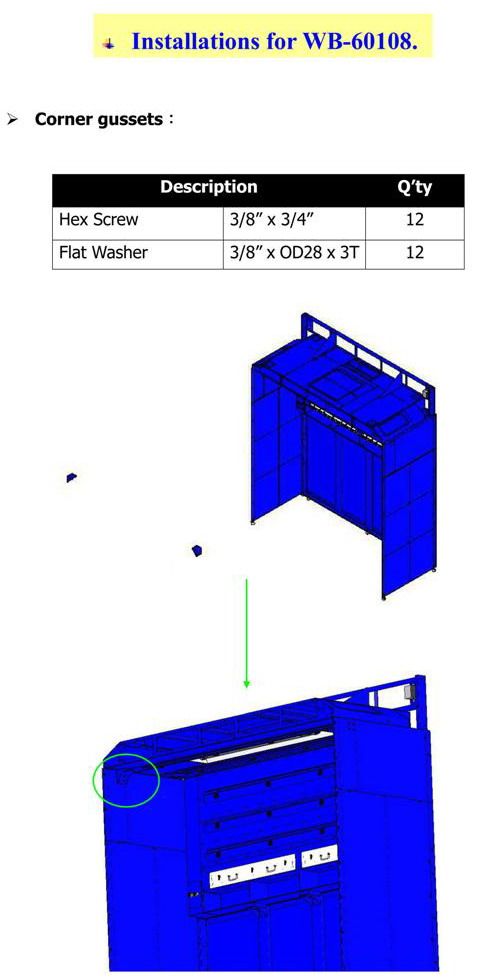 Installations for WB-60108.
Corner gussets：
Description Q’ty
Hex Screw 3/8” x 3/4” 12
Flat Washer 3/8” x OD28 x 3T 12